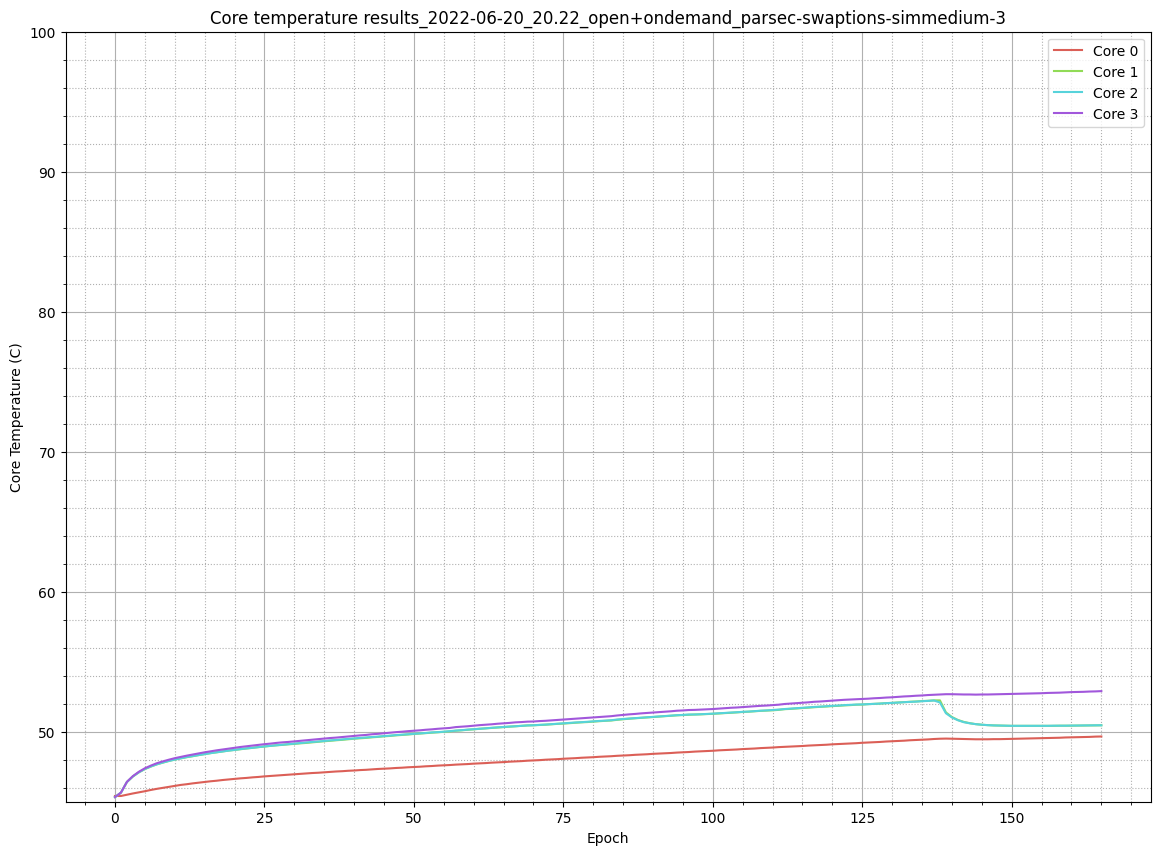 Core temperature results_2022-06-20_20.22_open+ondemand_parsec-swaptions-simmedium-3
Core 0
Core 1
Core 2
Core 3
Core Temperature (C)
100
90
80
70
60
50
0
25
50
75
100
125
150
Epoch